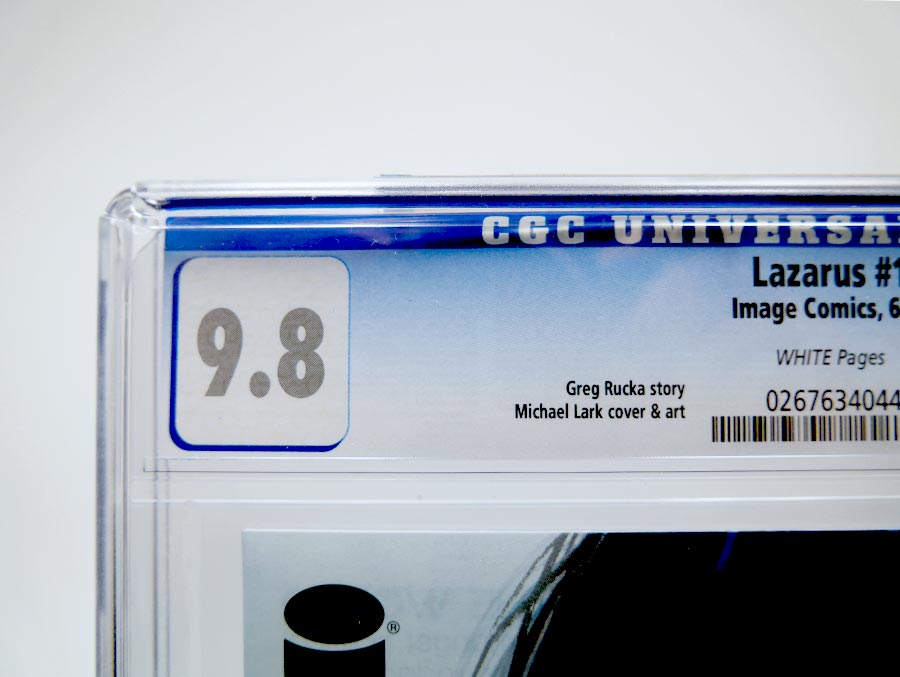 CGC UNIVERSA
9.8
Lazarus #1
Image Comics, 6
WHITE Pages
Greg Rucka story
Michael Lark cover & art
0267634044
i®